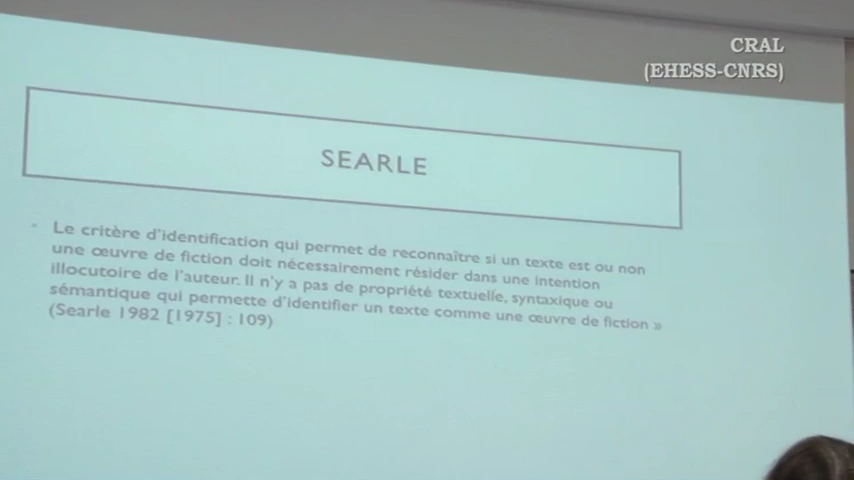 CRAL
(EHESS-CNRS)
SEARLE
Le critère d'identification qui permet de reconnaître si un texte est ou non
une œuvre de fiction doit nécessairement résider dans une intention
illocutoire de l'auteur. Il n'y a pas de propriété textuelle, syntaxique ou
sémantique qui permette d'identifier un texte comme une œuvre de fiction »
(Searle 1982 [1975] : 109)